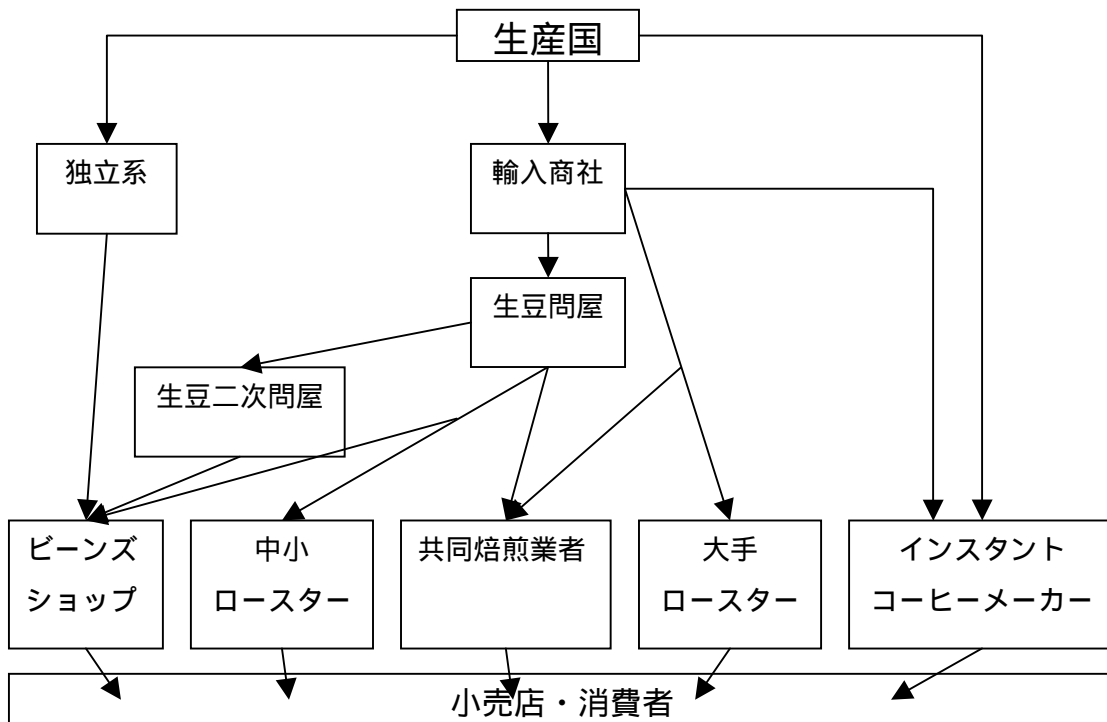 生産国
独立系
輸入商社
生豆問屋
生豆二次問屋
ビーンズ
ショップ
中小
ロースター
共同焙煎業者
大手
ロースター
インスタント
コーヒーメーカー
小売店・消費者